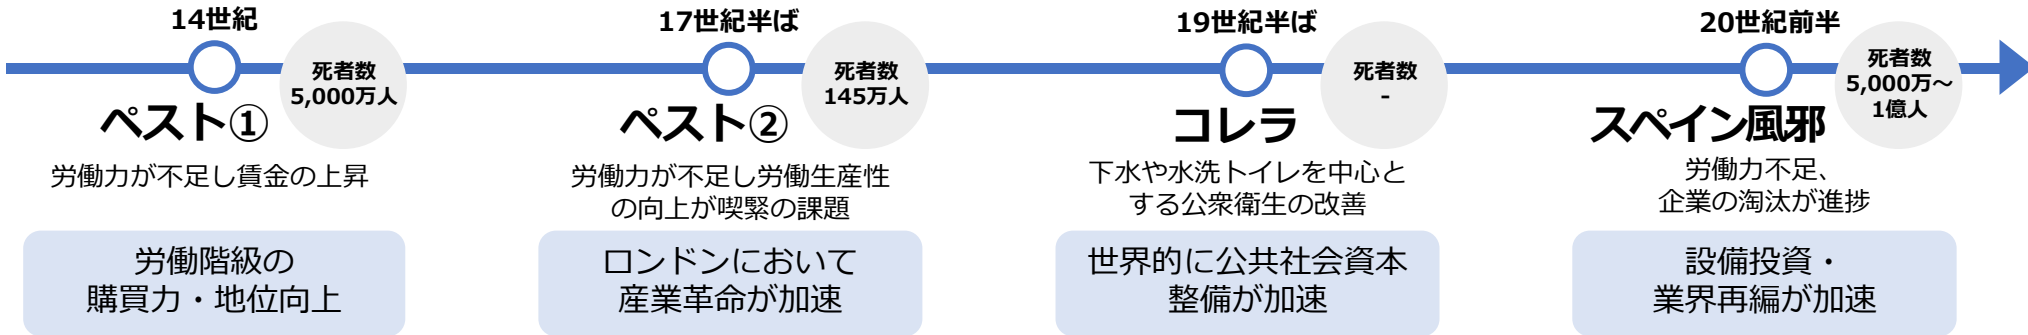 14世紀
死者数
5,000万人
ペスト①
労働力が不足し賃金の上昇
労働階級の
購買力・地位向上
17世紀半ば
死者数
145万人
ペスト②
労働力が不足し労働生産性
の向上が喫緊の課題
ロンドンにおいて
産業革命が加速
19世紀半ば
死者数
-
コレラ
下水や水洗トイレを中心と
する公衆衛生の改善
世界的に公共社会資本
整備が加速
20世紀前半
死者数
5,000万～
1億人
スペイン風邪
労働力不足、
企業の淘汰が進捗
設備投資・
業界再編が加速